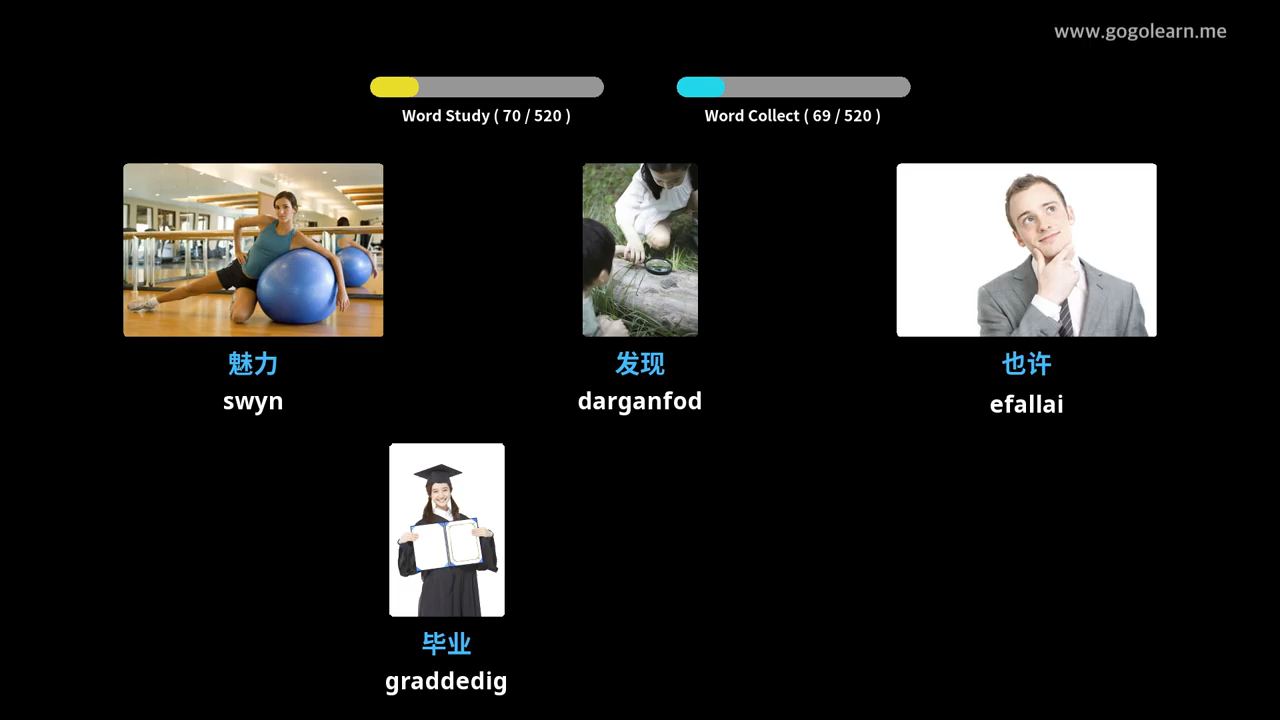 www.gogolearn.me
Word Study ( 70 / 520 )
Word Collect ( 69 / 520 )
魅力
swyn
发现
darganfod
也许
efallai
毕业
graddedig